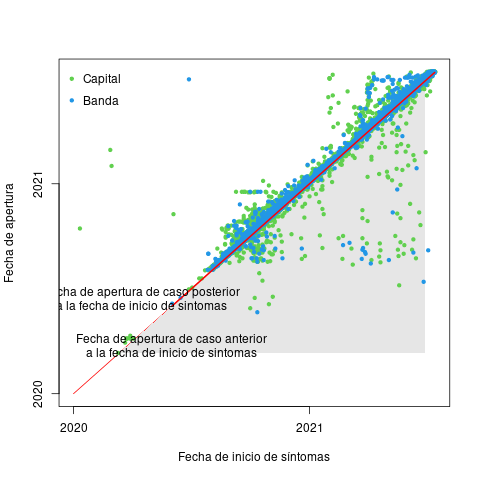 Capital
Banda
2021
Fecha de apertura
cha de apertura de caso posterior
a la fecha de inicio de sintomas
Fecha de apertura de caso anterior
a la fecha de inicio de sintomas
2020
2020
2021
Fecha de inicio de síntomas